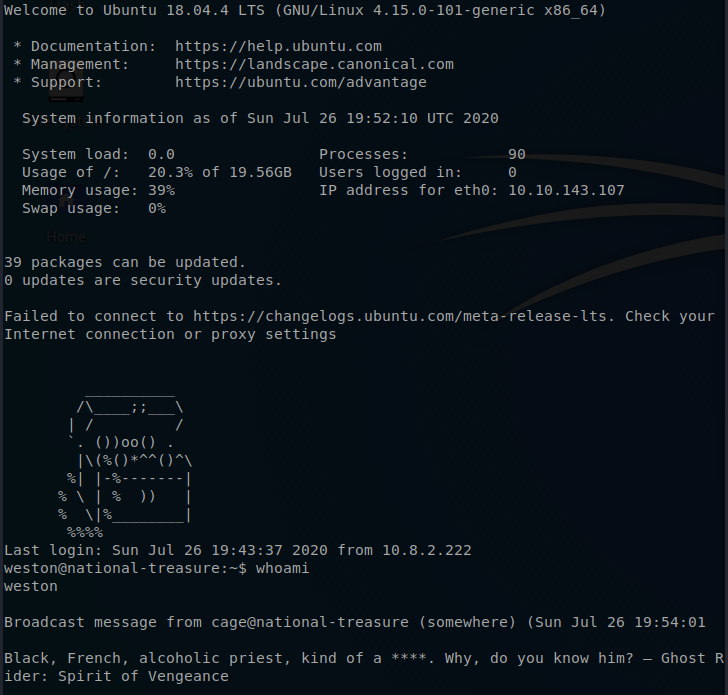 Welcome to Ubuntu 18.04.4 LTS (GNU/Linux 4.15.0-101-generic x86_64)

 * Documentation:  https://help.ubuntu.com
 * Management:     https://landscape.canonical.com
 * Support:        https://ubuntu.com/advantage

  System information as of Sun Jul 26 19:52:10 UTC 2020

  System load:  0.0                Processes:           90
  Usage of /:   20.3% of 19.56GB   Users logged in:     0
  Memory usage: 39%                IP address for eth0: 10.10.143.107
  Swap usage:   0%
Home

39 packages can be updated.
0 updates are security updates.

Failed to connect to https://changelogs.ubuntu.com/meta-release-lts. Check your
Internet connection or proxy settings

         __________
        /\____;;___\
       | /         /
       `. ())oo() .
        |\(%()*^^()^\
       %| |-%-------|
      % \ | %  ))   |
      %  \|%________|
       %%%%
Last login: Sun Jul 26 19:43:37 2020 from 10.8.2.222
weston@national-treasure:~$ whoami
weston

Broadcast message from cage@national-treasure (somewhere) (Sun Jul 26 19:54:01

Black, French, alcoholic priest, kind of a ****. Why, do you know him? — Ghost R
ider: Spirit of Vengeance